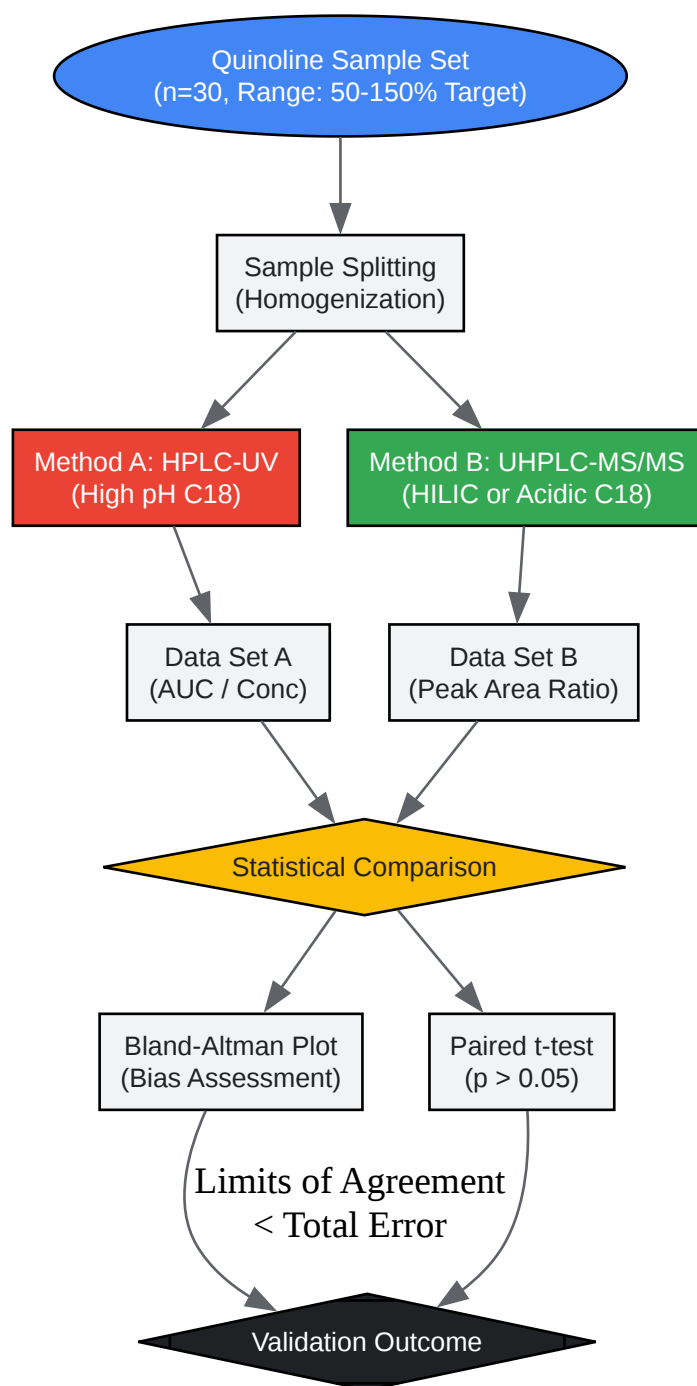 Quinoline Sample Set
(n=30, Range: 50-150% Target)
Sample Splitting
(Homogenization)
Method A: HPLC-UV
(High pH C18)
Method B: UHPLC-MS/MS
(HILIC or Acidic C18)
Data Set A
(AUC / Conc)
Data Set B
(Peak Area Ratio)
Statistical Comparison
Bland-Altman Plot
(Bias Assessment)
Paired t-test
(p > 0.05)
Limits of Agreement
< Total Error
Validation Outcome